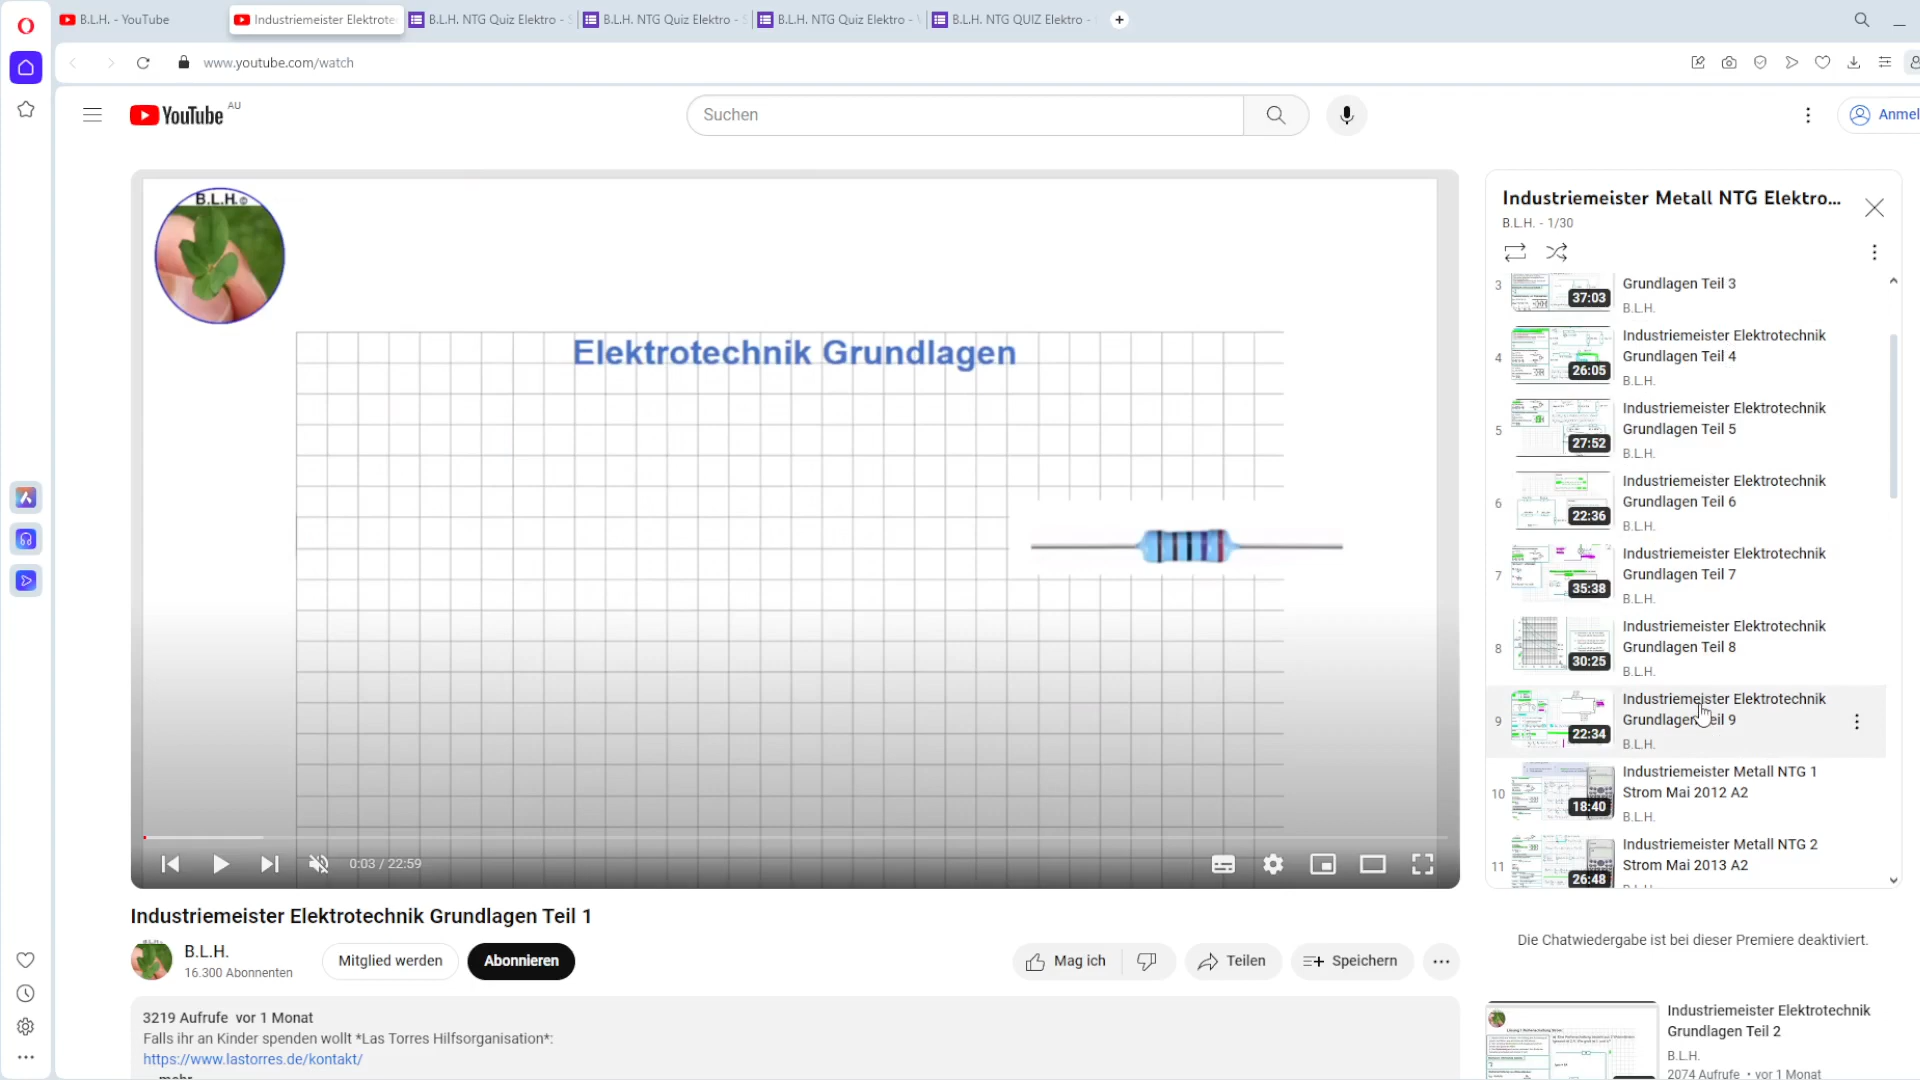 B.L.H. - YouTube
Industriemeister Elektrote
B.L.H. NTG Quiz Elektro -
B.L.H. NTG Quiz Elektro -
B.L.H. NTG Quiz Elektro -
B.L.H. NTG QUIZ Elektro -
www.youtube.com/watch
YouTube
AU
Suchen
Anmel
B.L.H.©
Elektrotechnik Grundlagen
0:03 / 22:59
Industriemeister Metall NTG Elektro...
B.L.H. - 1/30
3
37:03
Grundlagen Teil 3
B.L.H.
4
26:05
Industriemeister Elektrotechnik
Grundlagen Teil 4
B.L.H.
5
27:52
Industriemeister Elektrotechnik
Grundlagen Teil 5
B.L.H.
6
22:36
Industriemeister Elektrotechnik
Grundlagen Teil 6
B.L.H.
7
35:38
Industriemeister Elektrotechnik
Grundlagen Teil 7
B.L.H.
8
30:25
Industriemeister Elektrotechnik
Grundlagen Teil 8
B.L.H.
9
22:34
Industriemeister Elektrotechnik
Grundlagen Teil 9
B.L.H.
10
18:40
Industriemeister Metall NTG 1
Strom Mai 2012 A2
B.L.H.
11
26:48
Industriemeister Metall NTG 2
Strom Mai 2013 A2
Industriemeister Elektrotechnik Grundlagen Teil 1
B.L.H.
16.300 Abonnenten
Mitglied werden
Abonnieren
Mag ich
Teilen
Speichern
Die Chatwiedergabe ist bei dieser Premiere deaktiviert.
3219 Aufrufe vor 1 Monat
Falls ihr an Kinder spenden wollt *Las Torres Hilfsorganisation*:
https://www.lastorres.de/kontakt/
...mehr
Industriemeister Elektrotechnik
Grundlagen Teil 2
B.L.H.
2074 Aufrufe • vor 1 Monat